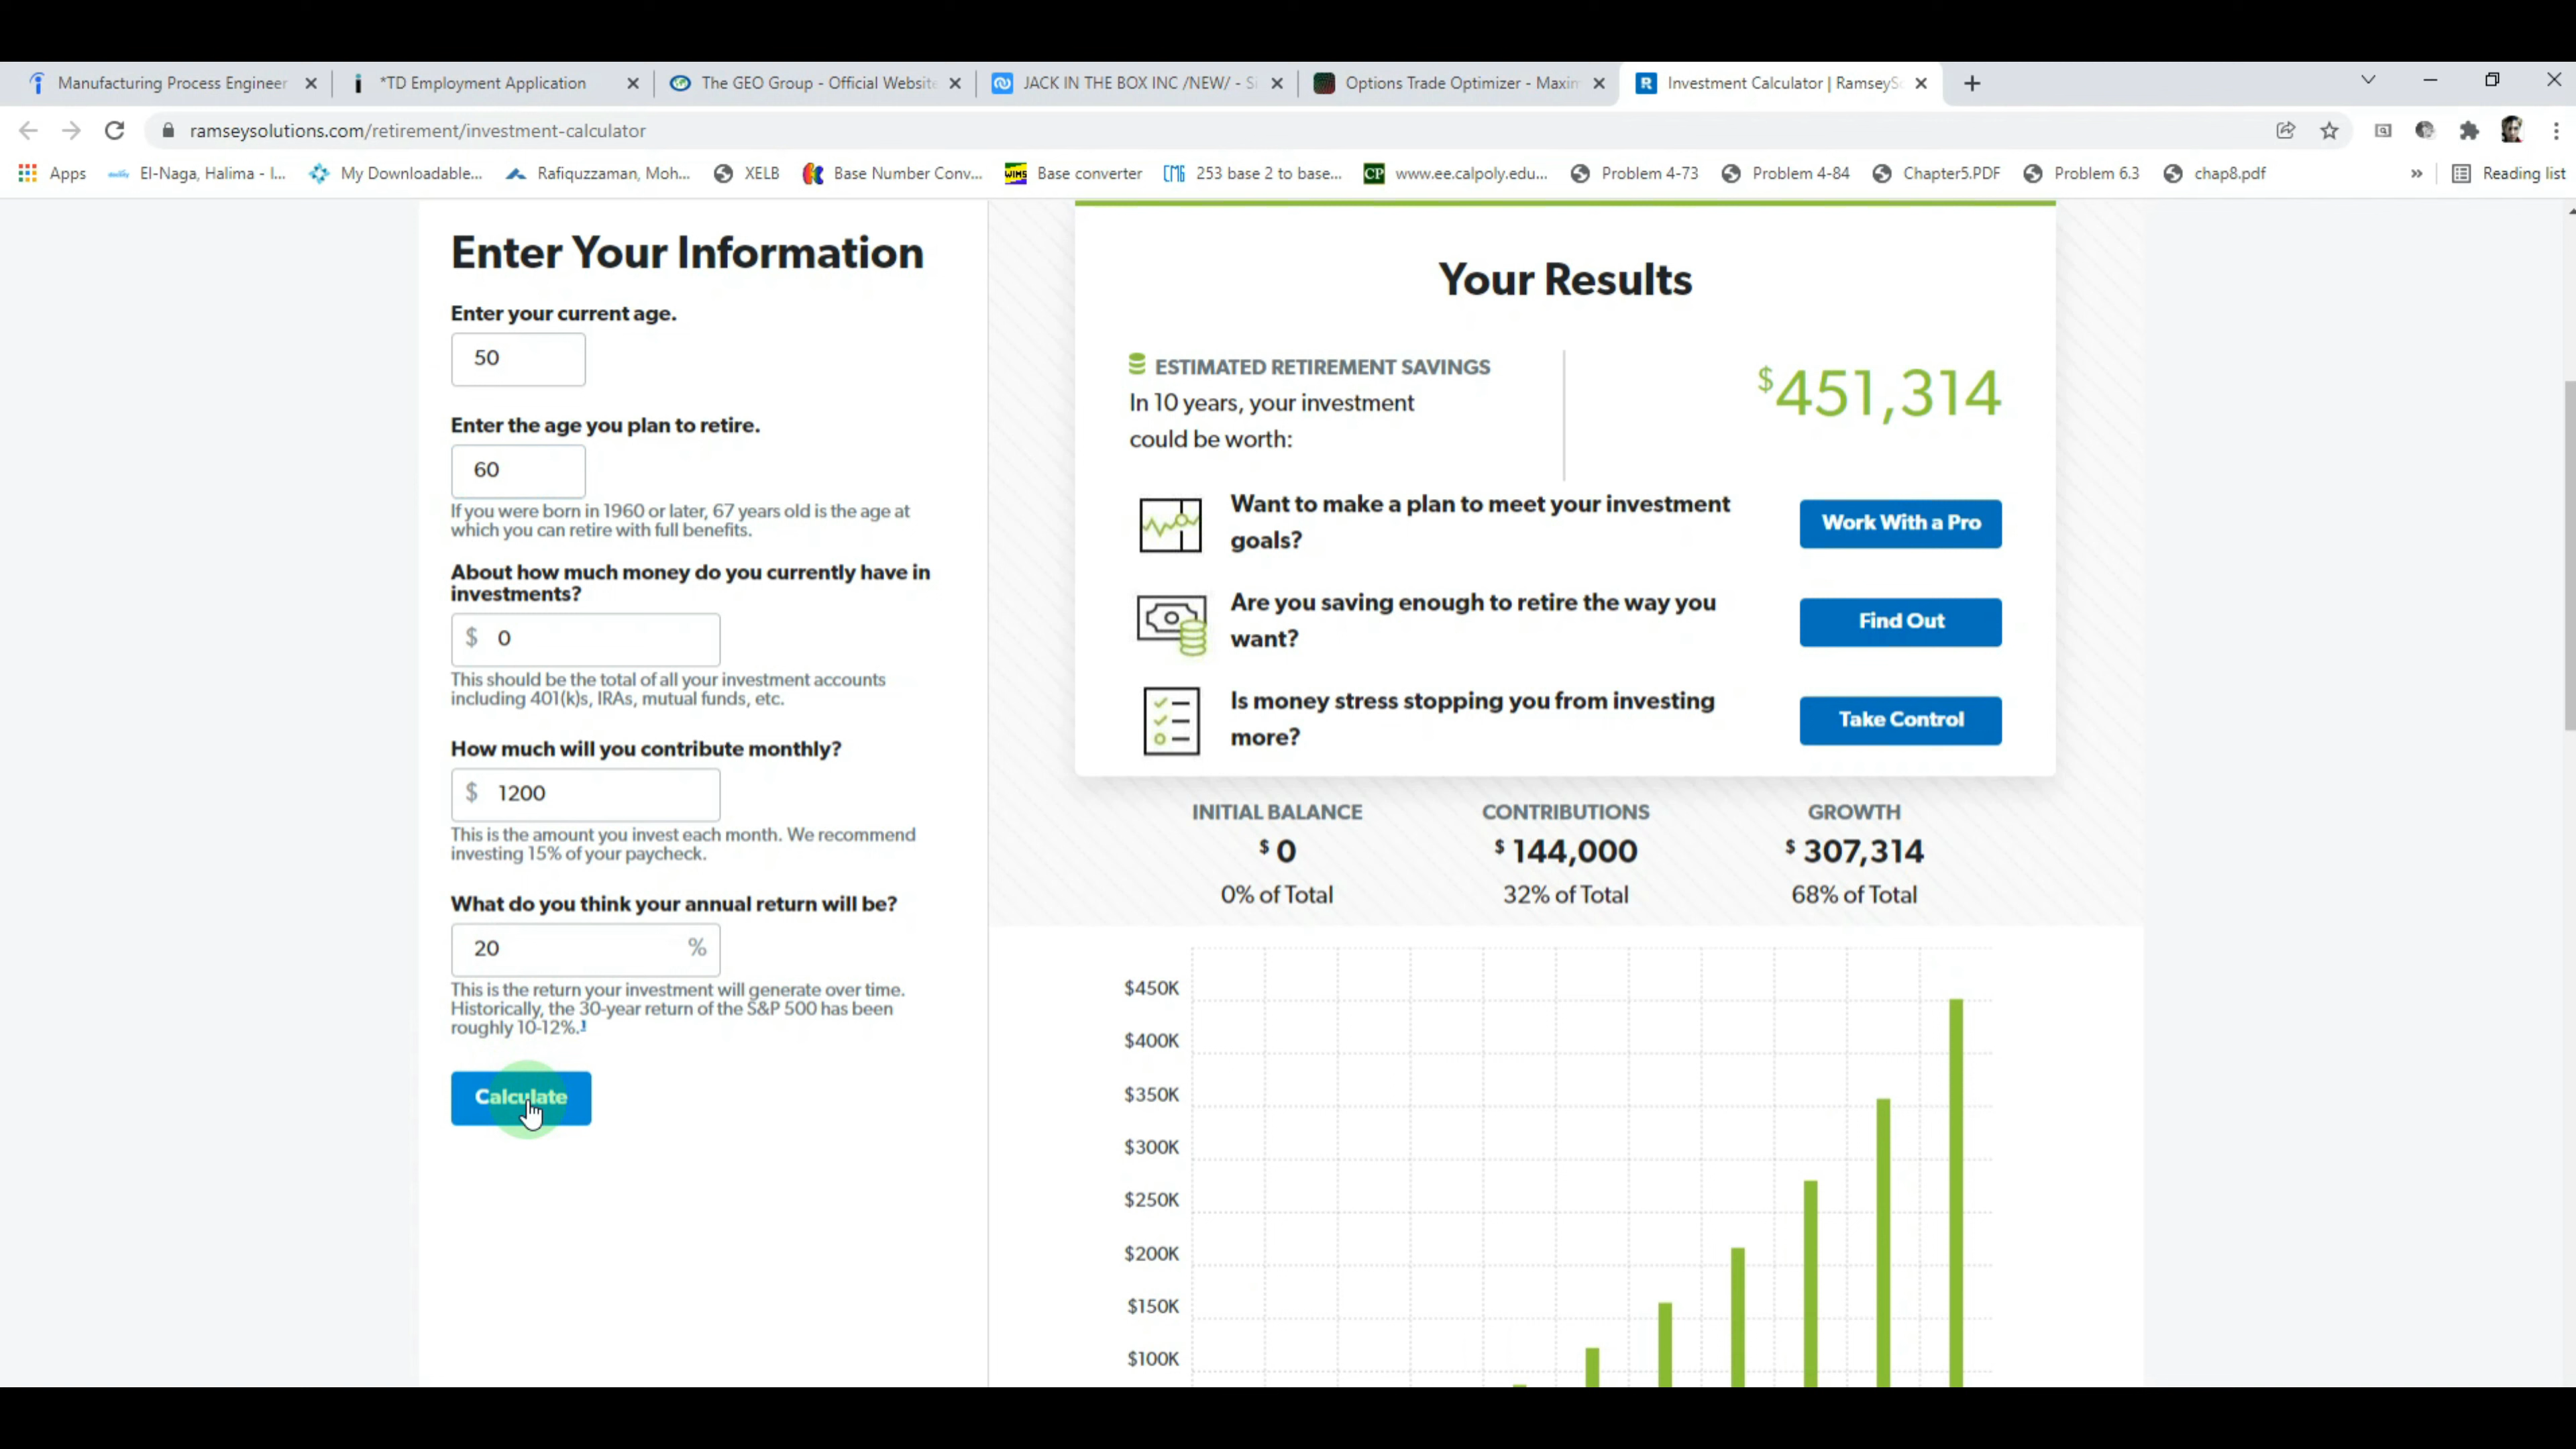 Manufacturing Process Engineer
*TD Employment Application
The GEO Group - Official Website
JACK IN THE BOX INC /NEW/ - Si
Options Trade Optimizer - Maxim
Investment Calculator | RamseySo
ramseysolutions.com/retirement/investment-calculator
Apps
El-Naga, Halima - I...
My Downloadable...
Rafiquzzaman, Moh...
XELB
Base Number Conv...
WIMS
Base converter
253 base 2 to base...
CP
www.ee.calpoly.edu...
Problem 4-73
Problem 4-84
Chapter5.PDF
Problem 6.3
chap8.pdf
»
Reading list
Enter Your Information
Enter your current age.
50
Enter the age you plan to retire.
60
If you were born in 1960 or later, 67 years old is the age at
which you can retire with full benefits.
About how much money do you currently have in
investments?
$ 0
This should be the total of all your investment accounts
including 401(k)s, IRAs, mutual funds, etc.
How much will you contribute monthly?
$ 1200
This is the amount you invest each month. We recommend
investing 15% of your paycheck.
What do you think your annual return will be?
20 %
This is the return your investment will generate over time.
Historically, the 30-year return of the S&P 500 has been
roughly 10-12%.1
Calculate
Your Results
ESTIMATED RETIREMENT SAVINGS
In 10 years, your investment
could be worth:
$451,314
Want to make a plan to meet your investment
goals?
Work With a Pro
Are you saving enough to retire the way you
want?
Find Out
Is money stress stopping you from investing
more?
Take Control
INITIAL BALANCE
$ 0
0% of Total
CONTRIBUTIONS
$ 144,000
32% of Total
GROWTH
$ 307,314
68% of Total
$450K
$400K
$350K
$300K
$250K
$200K
$150K
$100K